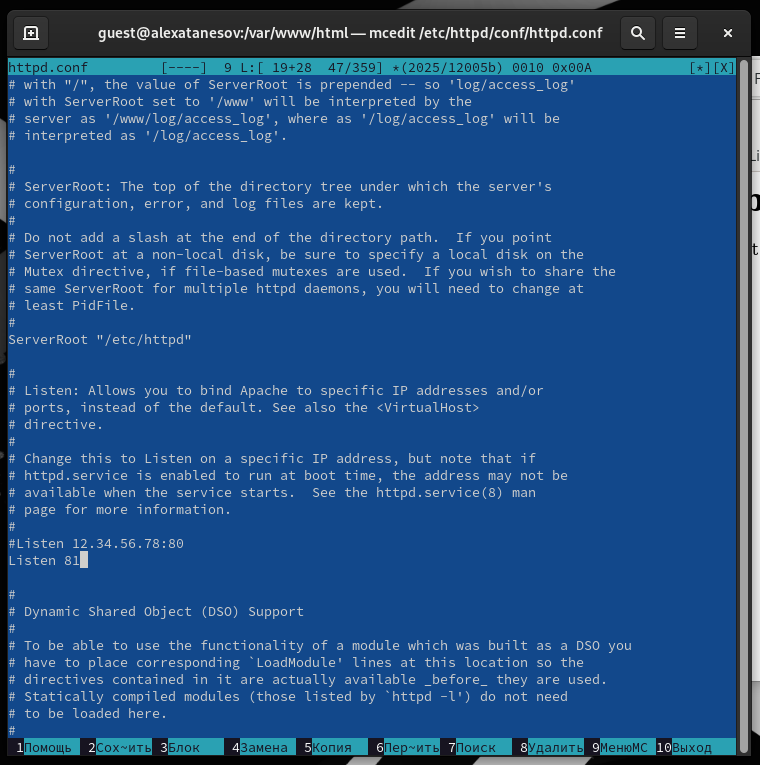 guest@alexatanesov:/var/www/html — mcedit /etc/httpd/conf/httpd.conf
httpd.conf         [----]  9 L:[ 19+28  47/359] *(2025/12005b) 0010 0x00A            [*][X]
# with "/", the value of ServerRoot is prepended -- so 'log/access_log'
# with ServerRoot set to '/www' will be interpreted by the
# server as '/www/log/access_log', where as '/log/access_log' will be
# interpreted as '/log/access_log'.
#
# ServerRoot: The top of the directory tree under which the server's
# configuration, error, and log files are kept.
#
# Do not add a slash at the end of the directory path.  If you point
# ServerRoot at a non-local disk, be sure to specify a local disk on the
# Mutex directive, if file-based mutexes are used.  If you wish to share the
# same ServerRoot for multiple httpd daemons, you will need to change at
# least PidFile.
#
ServerRoot "/etc/httpd"
#
# Listen: Allows you to bind Apache to specific IP addresses and/or
# ports, instead of the default. See also the <VirtualHost>
# directive.
#
# Change this to Listen on a specific IP address, but note that if
# httpd.service is enabled to run at boot time, the address may not be
# available when the service starts.  See the httpd.service(8) man
# page for more information.
#
#Listen 12.34.56.78:80
Listen 81
#
# Dynamic Shared Object (DSO) Support
#
# To be able to use the functionality of a module which was built as a DSO you
# have to place corresponding `LoadModule' lines at this location so the
# directives contained in it are actually available _before_ they are used.
# Statically compiled modules (those listed by `httpd -l') do not need
# to be loaded here.
#
1Помощь 2Сох~ить 3Блок 4Замена 5Копия 6Пер~ить 7Поиск 8Удалить 9МенюMC 10Выход